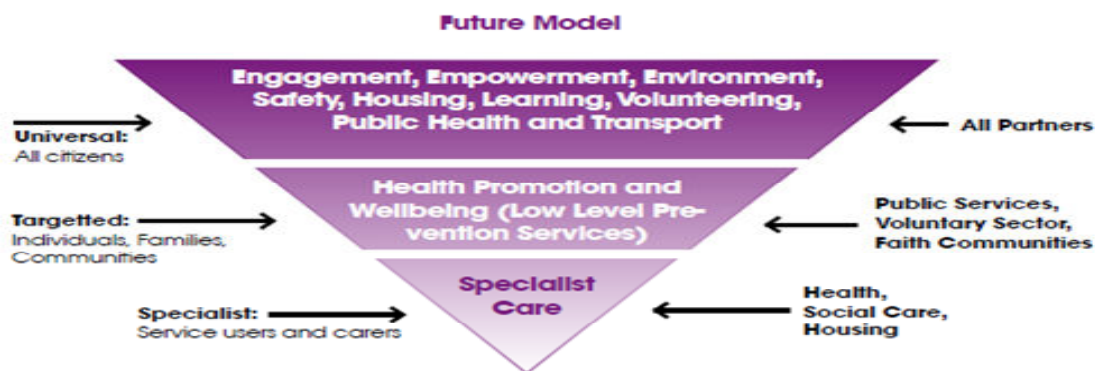 Future Model
Engagement, Empowerment, Environment,
Safety, Housing, Learning, Volunteering,
Public Health and Transport
Universal:
All citizens
All Partners
Health Promotion and
Wellbeing (Low Level Pre-
vention Services)
Targetted:
Individuals, Families,
Communities
Public Services,
Voluntary Sector,
Faith Communities
Specialist
Care
Specialist:
Service users and carers
Health,
Social Care,
Housing